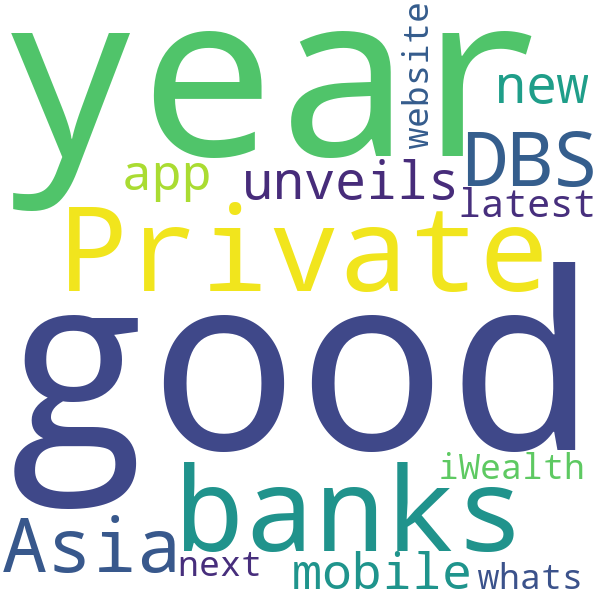 year
website
new
DBS
app
unveils
latest
Private
good
iWealth
banks
Asia
next
mobile
whats